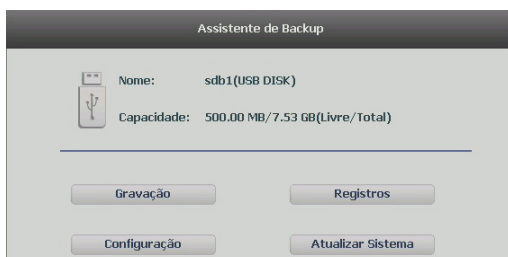 Assistente de Backup
Nome: sdb1(USB DISK)
Capacidade: 500.00 MB/7.53 GB(Livre/Total)
Gravação Registros
Configuração Atualizar Sistema